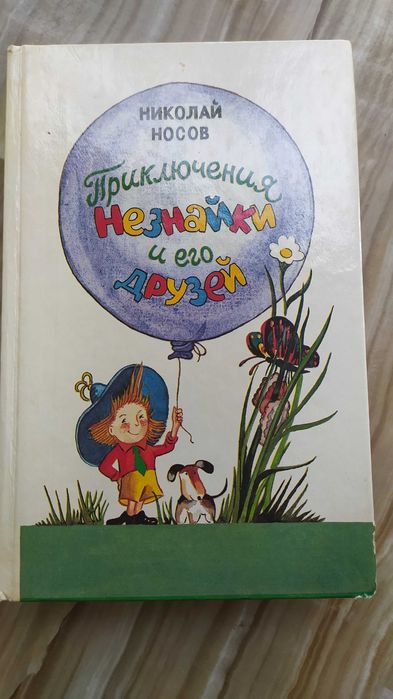 НИКОЛАЙ
НОСОВ
Приключения
Незнайки
и его
друзей